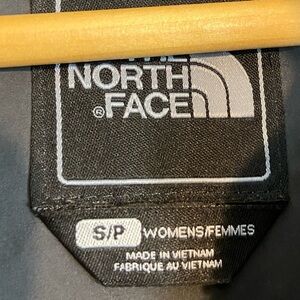 THE
NORTH
®FACE
S/P WOMENS/FEMMES
MADE IN VIETNAM
FABRIQUE AU VIETNAM